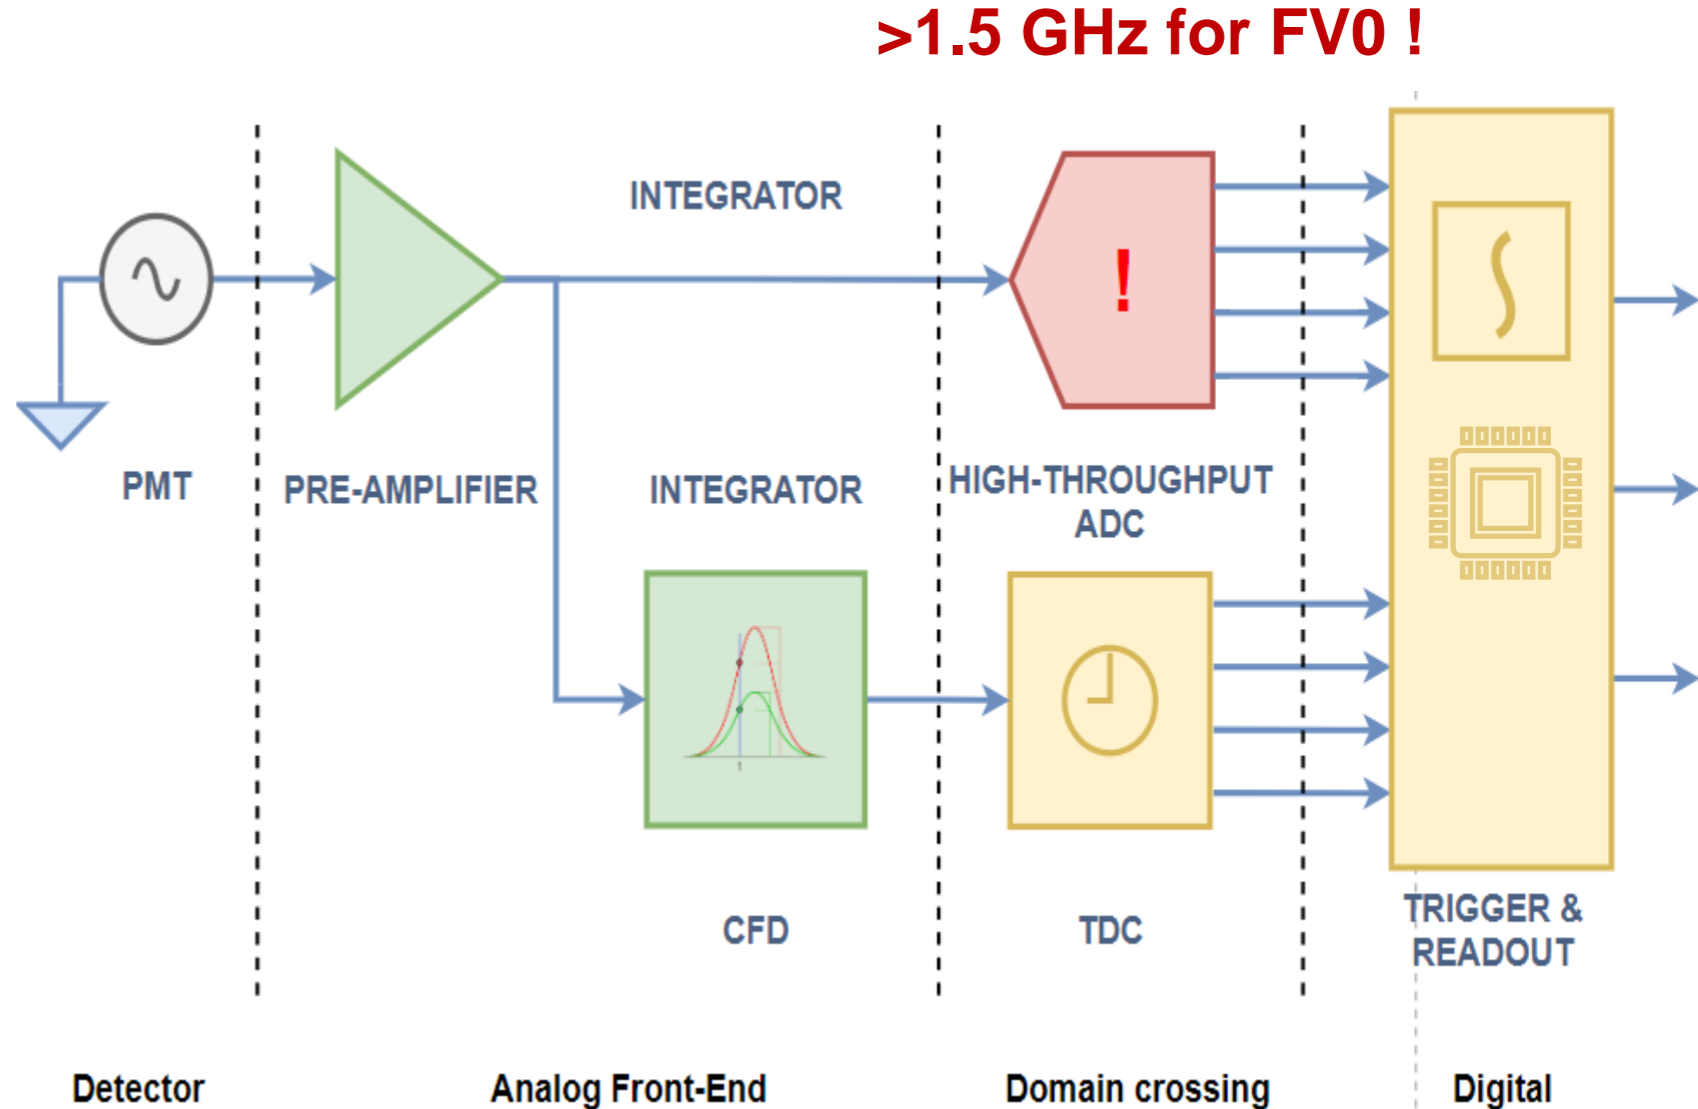 >1.5 GHz for FV0 !
INTEGRATOR
!
PMT
PRE-AMPLIFIER
INTEGRATOR
HIGH-THROUGHPUT
ADC
CFD
TDC
TRIGGER &
READOUT
Detector
Analog Front-End
Domain crossing
Digital